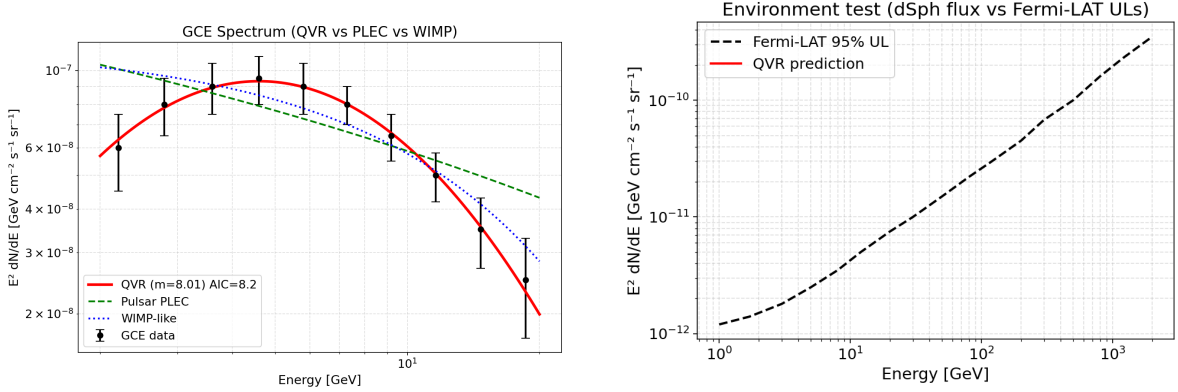 GCE Spectrum (QVR vs PLEC vs WIMP)
E² dN/dE [GeV cm⁻² s⁻¹ sr⁻¹]
10⁻⁷
6 × 10⁻⁸
4 × 10⁻⁸
3 × 10⁻⁸
2 × 10⁻⁸
QVR (m=8.01) AIC=8.2
Pulsar PLEC
WIMP-like
GCE data
10¹
Energy [GeV]
Environment test (dSph flux vs Fermi-LAT ULs)
E² dN/dE [GeV cm⁻² s⁻¹ sr⁻¹]
Fermi-LAT 95% UL
QVR prediction
10⁻¹⁰
10⁻¹¹
10⁻¹²
10⁰ 10¹ 10² 10³
Energy [GeV]